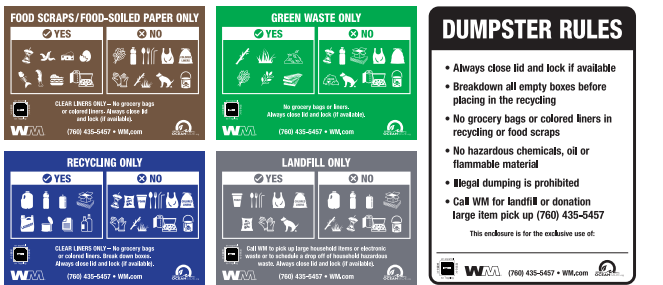 FOOD SCRAPS/FOOD-SOILED PAPER ONLY
YES
NO
CLEAR LINERS ONLY – No grocery bags
or colored liners. Always close lid
and lock (if available).
WM
(760) 435-5457 • WM.com
GREEN WASTE ONLY
YES
NO
No grocery bags or liners.
Always close lid and lock (if available).
WM
(760) 435-5457 • WM.com
RECYCLING ONLY
YES
NO
CLEAR LINERS ONLY – No grocery bags
or colored liners. Break down boxes.
Always close lid and lock (if available).
WM
(760) 435-5457 • WM.com
LANDFILL ONLY
YES
NO
Call WM to pick up large household items or electronic
waste or to schedule a drop off of household hazardous
waste. Always close lid and lock (if available).
WM
(760) 435-5457 • WM.com
DUMPSTER RULES
• Always close lid and lock if available
• Breakdown all empty boxes before
placing in the recycling
• No grocery bags or colored liners in
recycling or food scraps
• No hazardous chemicals, oil or
flammable material
• Illegal dumping is prohibited
• Call WM for landfill or donation
large item pick up (760) 435-5457
This enclosure is for the exclusive use of:
WM
(760) 435-5457 • WM.com